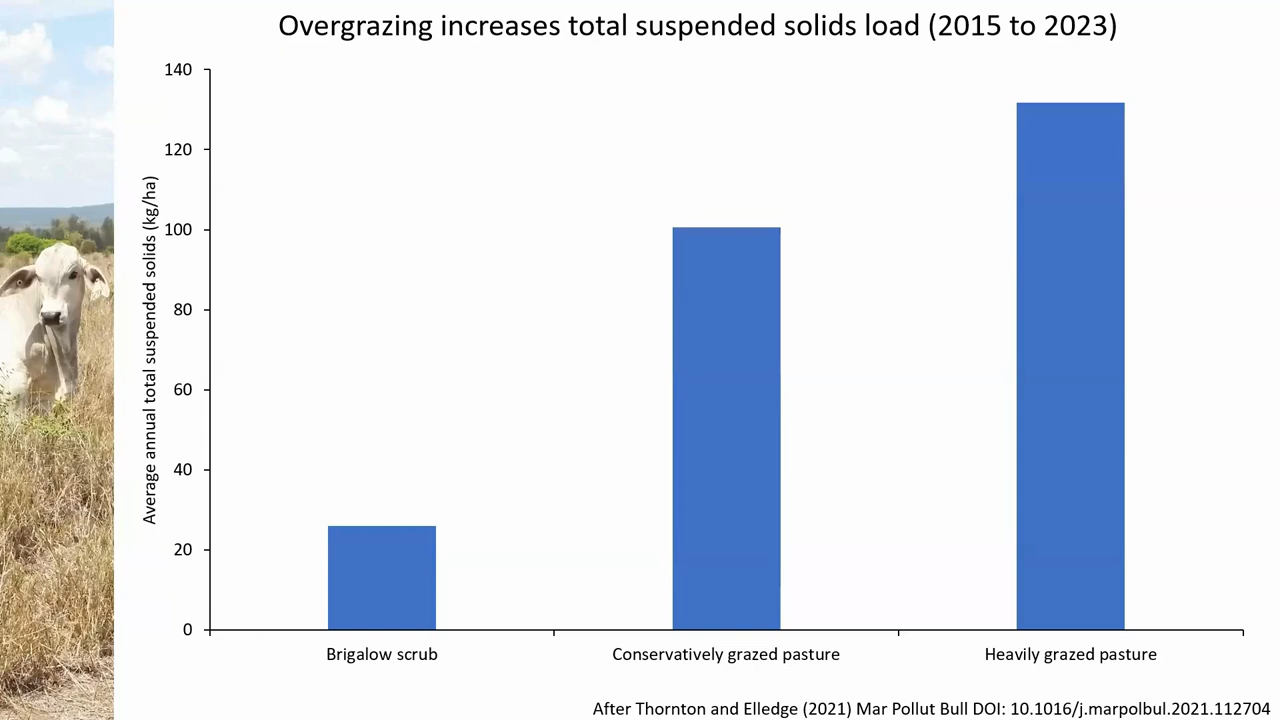 Overgrazing increases total suspended solids load (2015 to 2023)
Average annual total suspended solids (kg/ha)
140
120
100
80
60
40
20
0
Brigalow scrub
Conservatively grazed pasture
Heavily grazed pasture
After Thornton and Elledge (2021) Mar Pollut Bull DOI: 10.1016/j.marpolbul.2021.112704